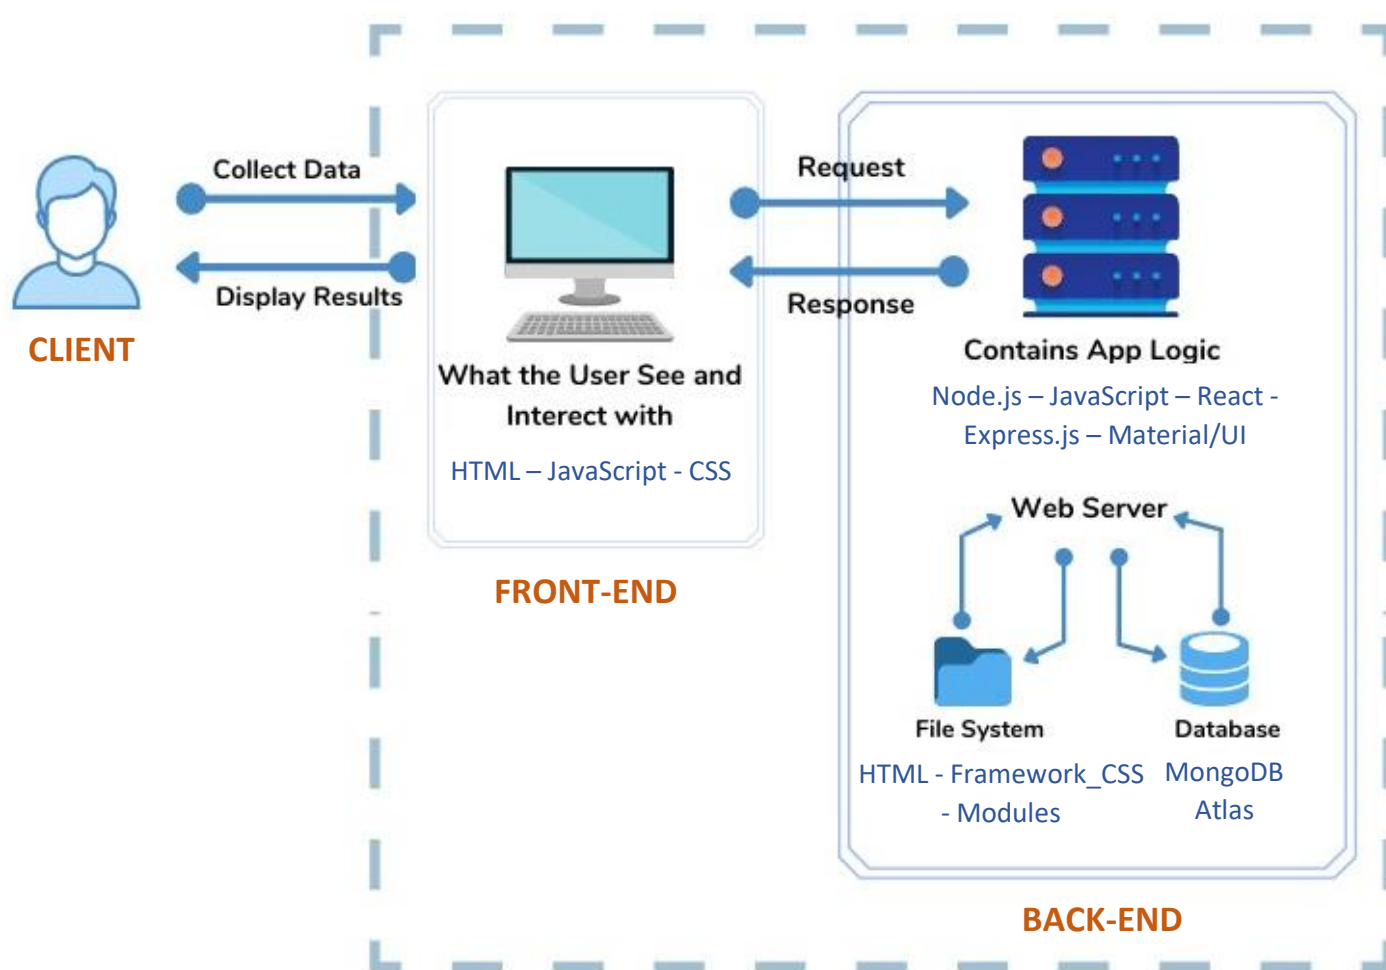 Collect Data
Display Results
CLIENT
What the User See and
Interect with
HTML – JavaScript - CSS
FRONT-END
Request
Response
Contains App Logic
Node.js – JavaScript – React -
Express.js – Material/UI
Web Server
File System
HTML - Framework_CSS
- Modules
Database
MongoDB
Atlas
BACK-END